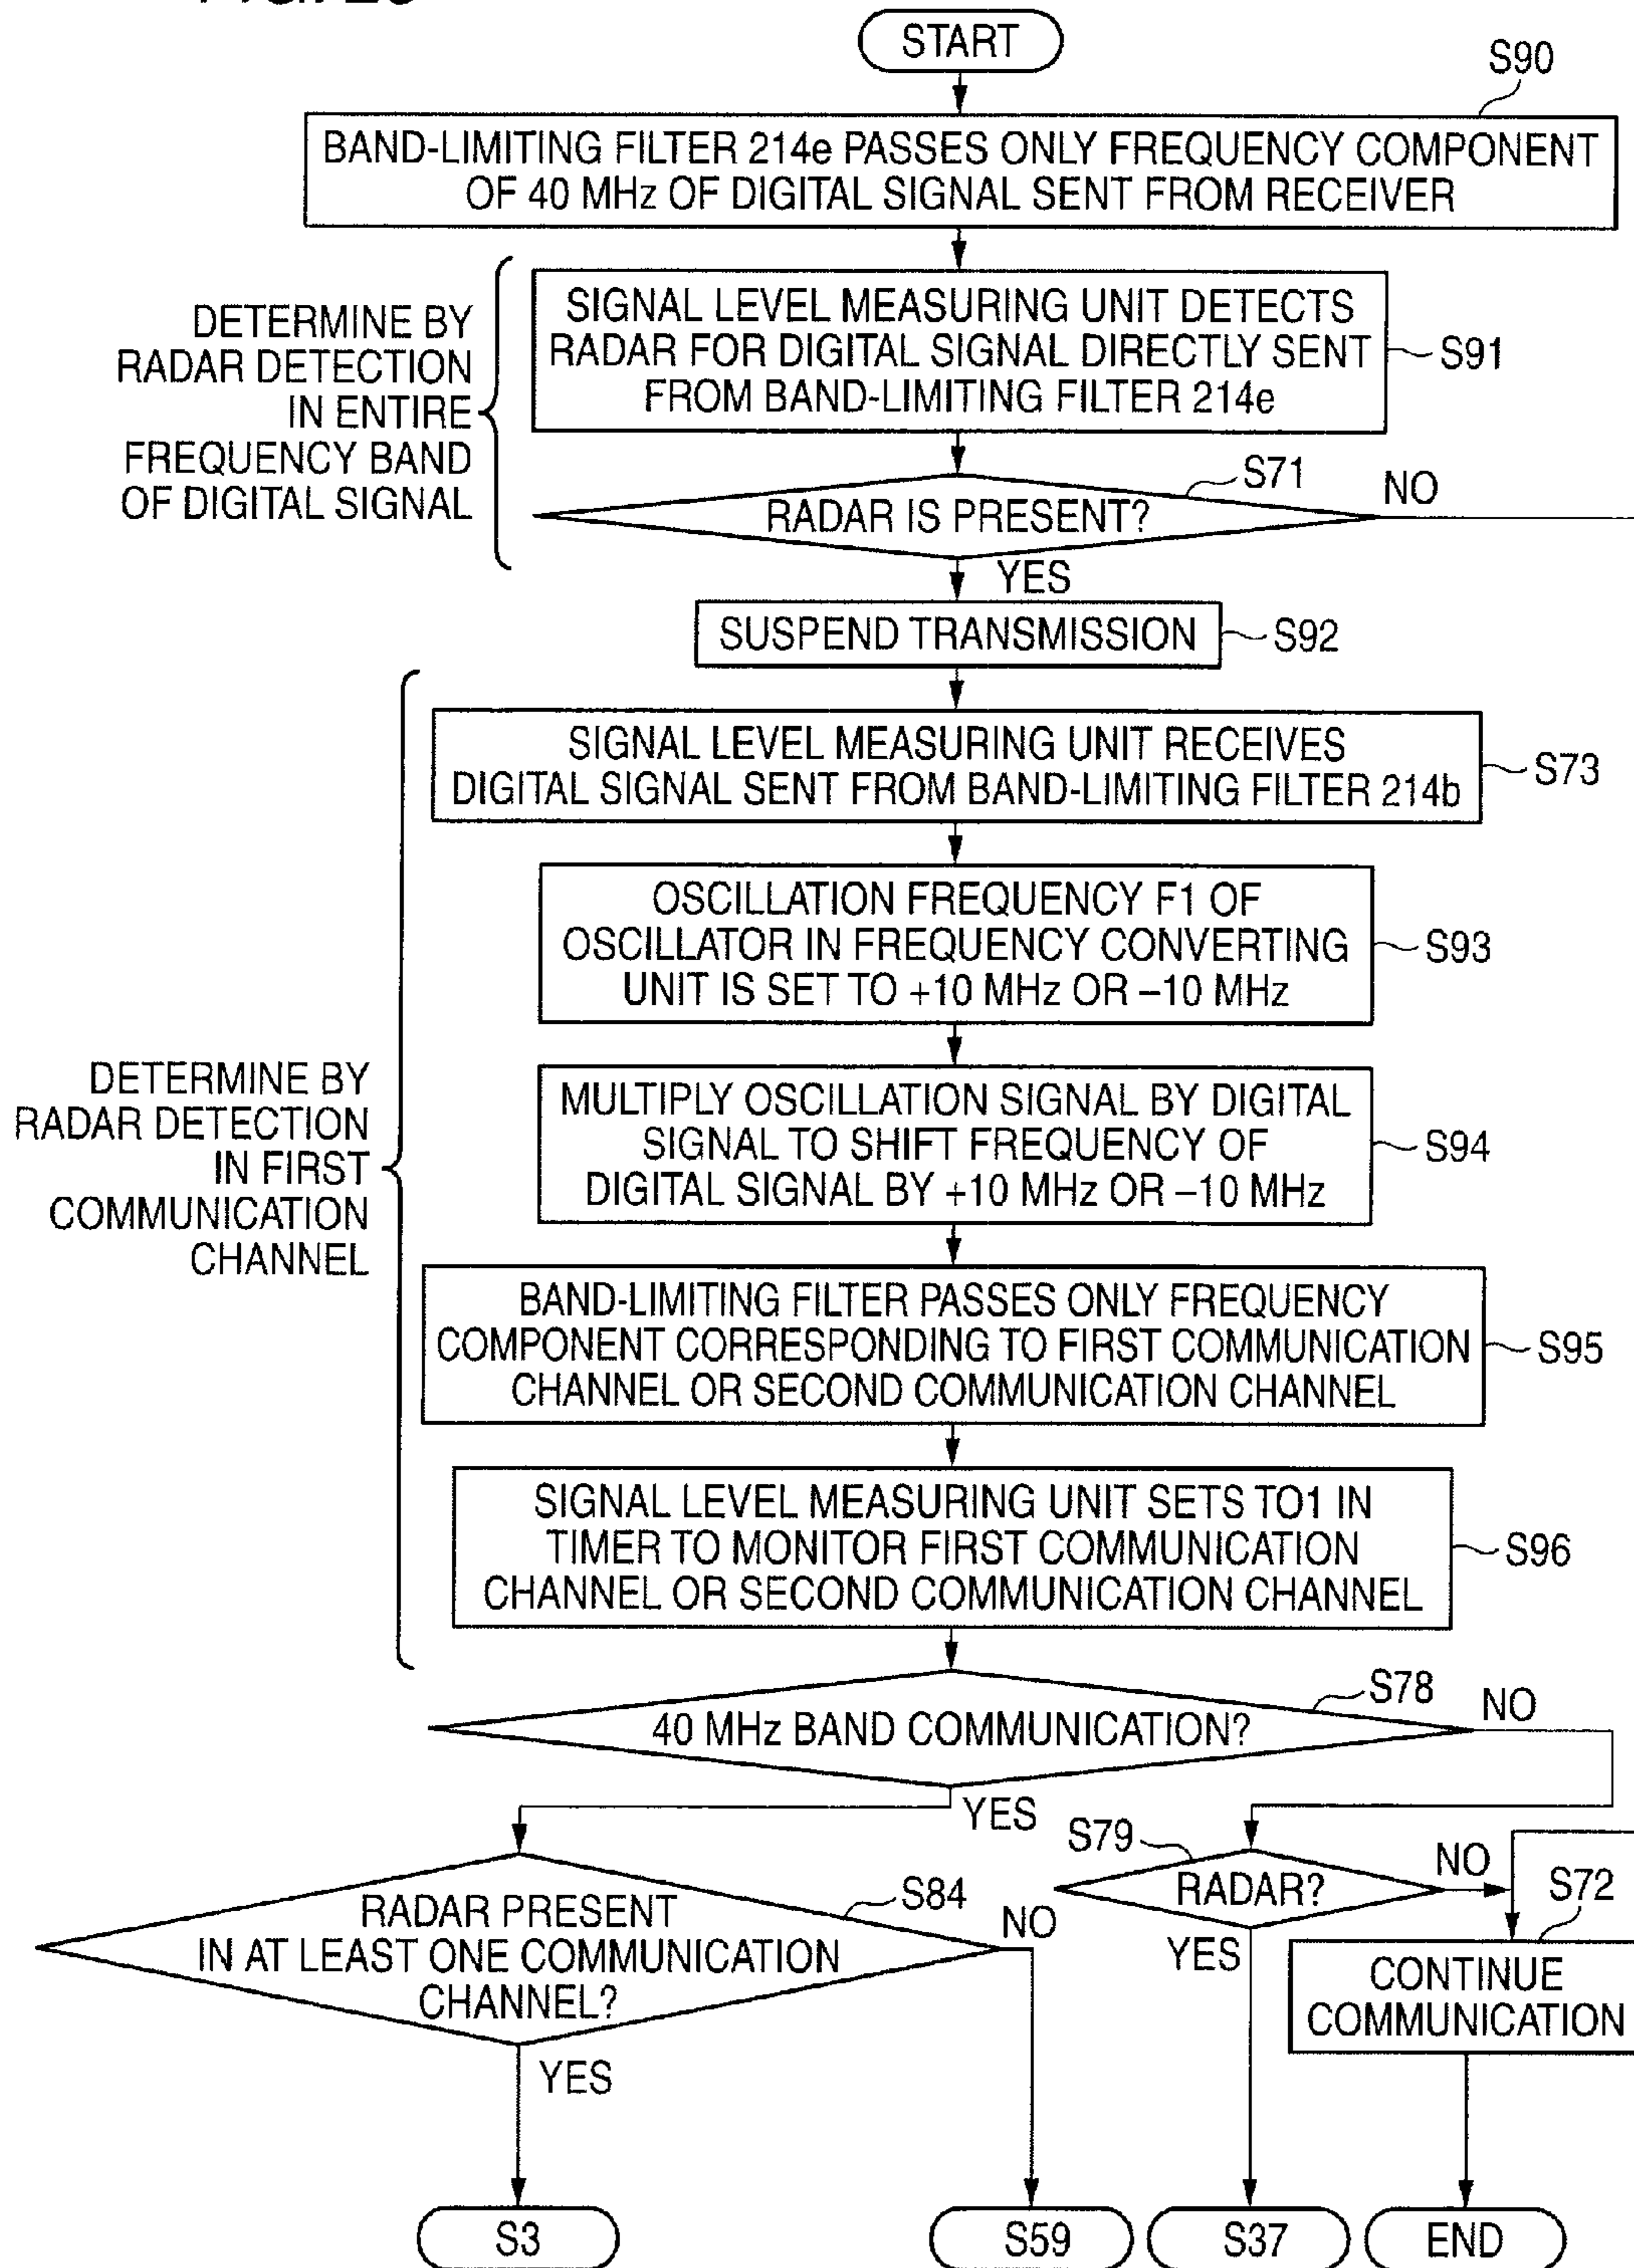 START
S90
BAND-LIMITING FILTER 214e PASSES ONLY FREQUENCY COMPONENT
OF 40 MHz OF DIGITAL SIGNAL SENT FROM RECEIVER
DETERMINE BY
RADAR DETECTION
IN ENTIRE
FREQUENCY BAND
OF DIGITAL SIGNAL
SIGNAL LEVEL MEASURING UNIT DETECTS
RADAR FOR DIGITAL SIGNAL DIRECTLY SENT
FROM BAND-LIMITING FILTER 214e
S91
S71
NO
RADAR IS PRESENT?
YES
SUSPEND TRANSMISSION
S92
SIGNAL LEVEL MEASURING UNIT RECEIVES
DIGITAL SIGNAL SENT FROM BAND-LIMITING FILTER 214b
S73
OSCILLATION FREQUENCY F1 OF
OSCILLATOR IN FREQUENCY CONVERTING
UNIT IS SET TO +10 MHz OR –10 MHz
S93
DETERMINE BY
RADAR DETECTION
IN FIRST
COMMUNICATION
CHANNEL
MULTIPLY OSCILLATION SIGNAL BY DIGITAL
SIGNAL TO SHIFT FREQUENCY OF
DIGITAL SIGNAL BY +10 MHz OR –10 MHz
S94
BAND-LIMITING FILTER PASSES ONLY FREQUENCY
COMPONENT CORRESPONDING TO FIRST COMMUNICATION
CHANNEL OR SECOND COMMUNICATION CHANNEL
S95
SIGNAL LEVEL MEASURING UNIT SETS TO1 IN
TIMER TO MONITOR FIRST COMMUNICATION
CHANNEL OR SECOND COMMUNICATION CHANNEL
S96
S78
NO
40 MHz BAND COMMUNICATION?
YES
S79
RADAR?
NO
YES
S72
CONTINUE
COMMUNICATION
S84
RADAR PRESENT
IN AT LEAST ONE COMMUNICATION
CHANNEL?
NO
YES
S3
S59
S37
END